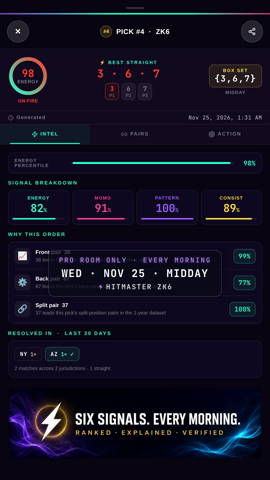 #4 PICK #4 · ZK6
98
ENERGY
ON FIRE
⚡ BEST STRAIGHT
3 · 6 · 7
3 6 7
P1 P2 P3
BOX SET
{3,6,7}
MIDDAY
Generated Nov 25, 2026, 1:31 AM
INTEL PAIRS ACTION
ENERGY PERCENTILE 98%
SIGNAL BREAKDOWN
ENERGY MOMO PATTERN CONSIST
82% 91% 100% 89%
WHY THIS ORDER
Front pair 36
99%
PRO ROOM ONLY · EVERY MORNING
WED · NOV 25 · MIDDAY
⚡ HITMASTER ZK6
Back
77%
Split pair 37
37 leads this pick's split-position pairs in the 1-year dataset
100%
RESOLVED IN · LAST 30 DAYS
NY 1× AZ 1× ✓
2 matches across 2 jurisdictions · 1 straight
SIX SIGNALS. EVERY MORNING.
RANKED · EXPLAINED · VERIFIED